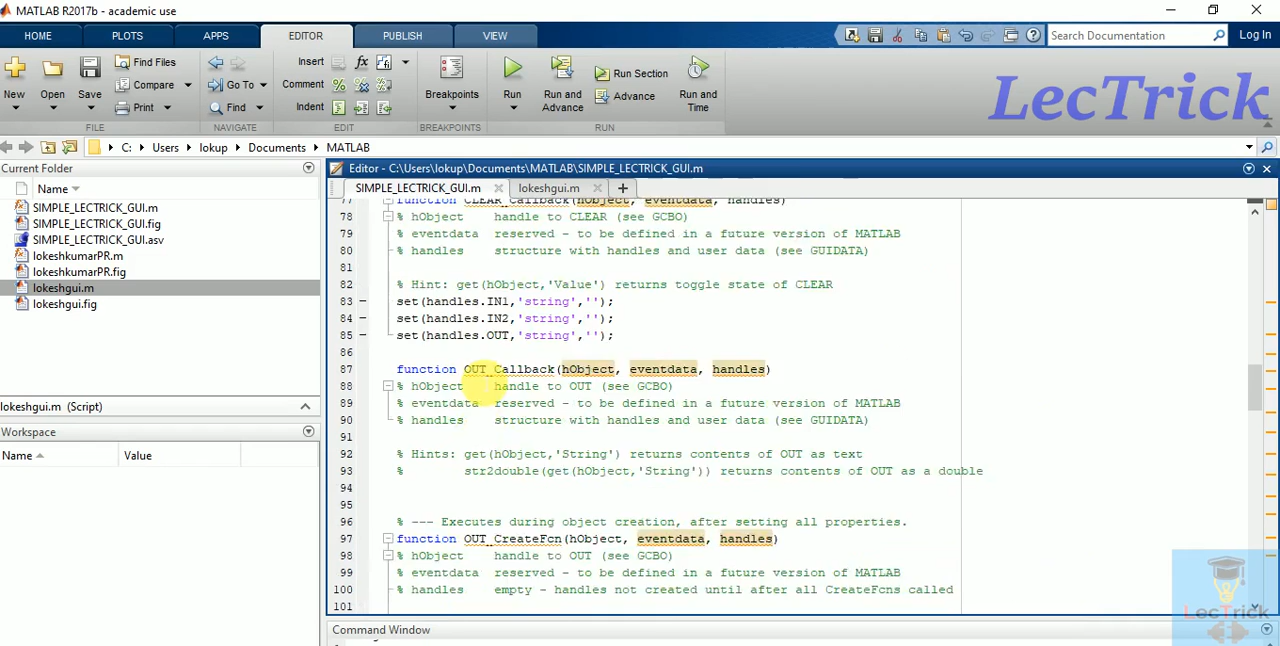 MATLAB R2017b - academic use
HOME PLOTS APPS EDITOR PUBLISH VIEW Search Documentation Log In
New Open Save Find Files Compare Print Go To Find Insert fx Comment % Indent Breakpoints Run Run and Advance Run Section Advance Run and Time
FILE NAVIGATE EDIT BREAKPOINTS RUN
LecTrick
C: Users lokup Documents MATLAB
Current Folder
Name
SIMPLE_LECTRICK_GUI.m
SIMPLE_LECTRICK_GUI.fig
SIMPLE_LECTRICK_GUI.asv
lokeshkumarPR.m
lokeshkumarPR.fig
lokeshgui.m
lokeshgui.fig
lokeshgui.m (Script)
Workspace
Name Value
Editor - C:\Users\lokup\Documents\MATLAB\SIMPLE_LECTRICK_GUI.m
SIMPLE_LECTRICK_GUI.m lokeshgui.m
77 function CLEAR_Callback(hObject, eventdata, handles)
78 % hObject    handle to CLEAR (see GCBO)
79 % eventdata  reserved - to be defined in a future version of MATLAB
80 % handles    structure with handles and user data (see GUIDATA)
81
82 % Hint: get(hObject,'Value') returns toggle state of CLEAR
83 set(handles.IN1,'string','');
84 set(handles.IN2,'string','');
85 set(handles.OUT,'string','');
86
87 function OUT_Callback(hObject, eventdata, handles)
88 % hObject    handle to OUT (see GCBO)
89 % eventdata  reserved - to be defined in a future version of MATLAB
90 % handles    structure with handles and user data (see GUIDATA)
91
92 % Hints: get(hObject,'String') returns contents of OUT as text
93 %        str2double(get(hObject,'String')) returns contents of OUT as a double
94
95
96 % --- Executes during object creation, after setting all properties.
97 function OUT_CreateFcn(hObject, eventdata, handles)
98 % hObject    handle to OUT (see GCBO)
99 % eventdata  reserved - to be defined in a future version of MATLAB
100 % handles    empty - handles not created until after all CreateFcns called
101
LecTrick
Command Window